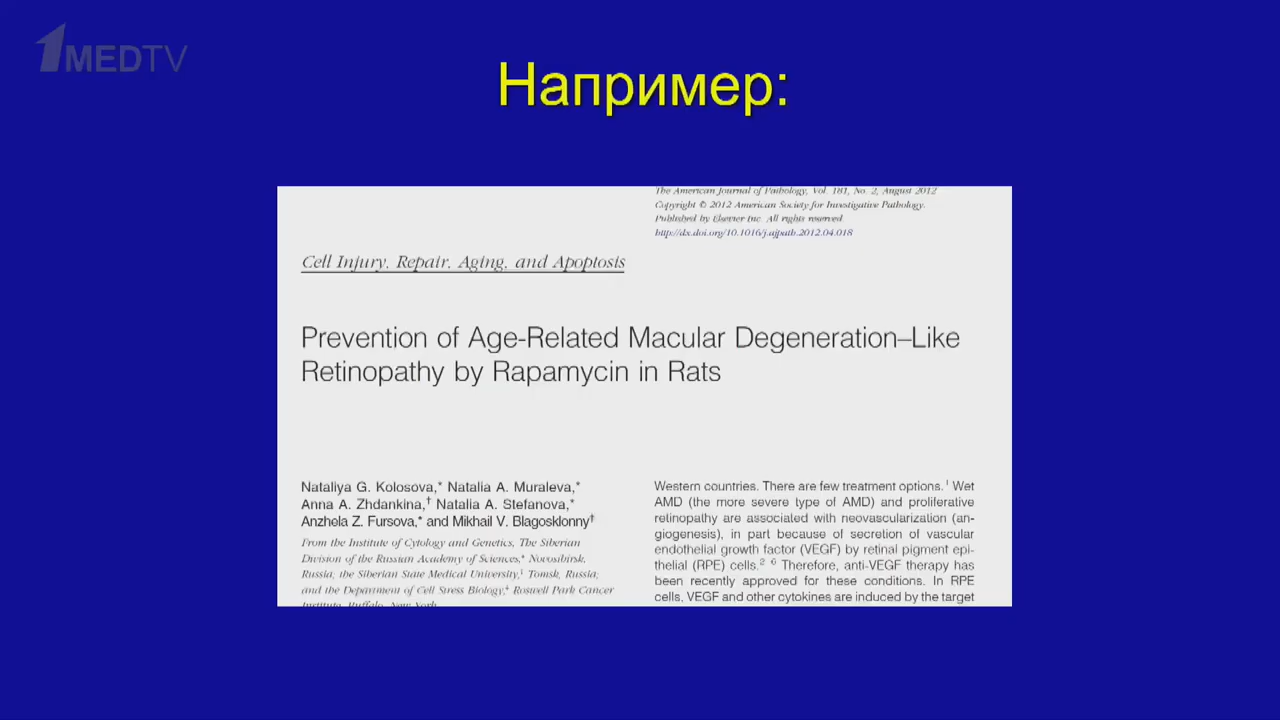 1MEDTV
Например:
The American Journal of Pathology, Vol. 181, No. 2, August 2012
Copyright © 2012 American Society for Investigative Pathology.
Published by Elsevier Inc. All rights reserved
http://dx.doi.org/10.1016/j.ajpath.2012.04.018
Cell Injury, Repair, Aging, and Apoptosis
Prevention of Age-Related Macular Degeneration–Like
Retinopathy by Rapamycin in Rats
Nataliya G. Kolosova,* Natalia A. Muraleva,*
Anna A. Zhdankina,† Natalia A. Stefanova,*
Anzhela Z. Fursova,* and Mikhail V. Blagosklonny‡
From the Institute of Cytology and Genetics, The Siberian
Division of the Russian Academy of Sciences,* Novosibirsk,
Russia; the Siberian State Medical University,† Tomsk, Russia;
and the Department of Cell Stress Biology,‡ Roswell Park Cancer
Institute, Buffalo, New York
Western countries. There are few treatment options.1 Wet
AMD (the more severe type of AMD) and proliferative
retinopathy are associated with neovascularization (an-
giogenesis), in part because of secretion of vascular
endothelial growth factor (VEGF) by retinal pigment epi-
thelial (RPE) cells.2–6 Therefore, anti-VEGF therapy has
been recently approved for these conditions. In RPE
cells, VEGF and other cytokines are induced by the target